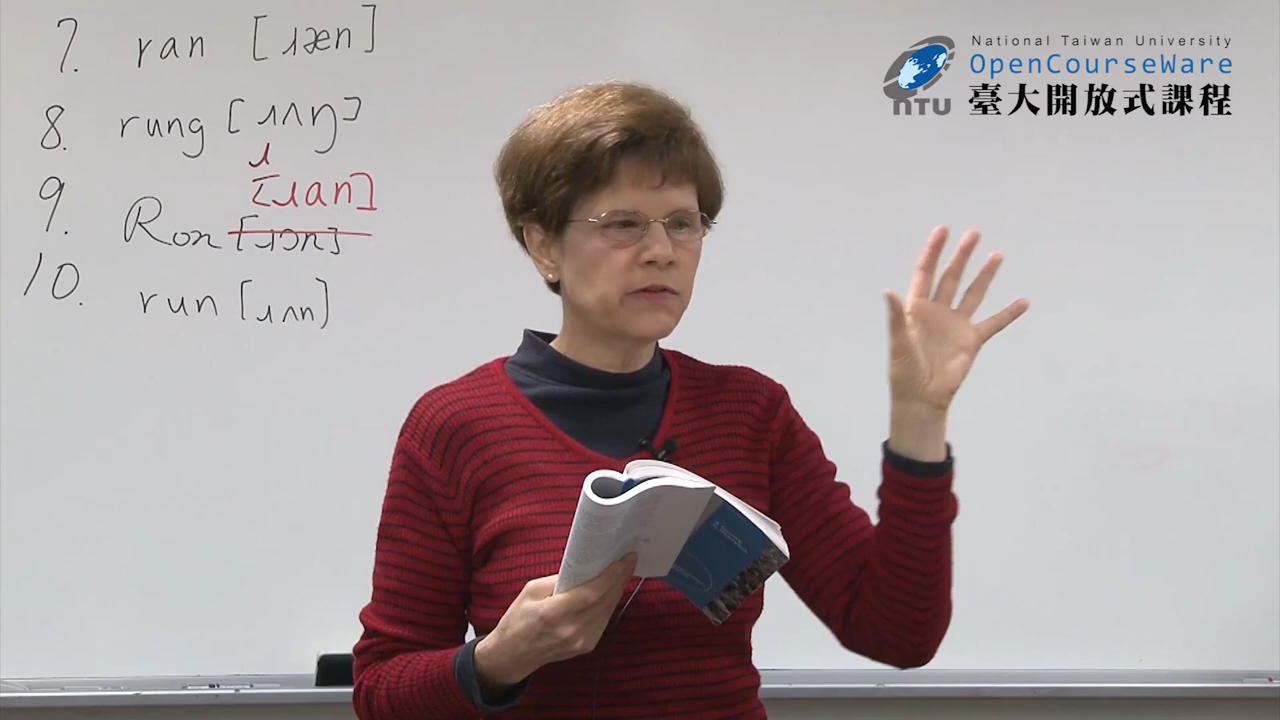 7. ran [ɹæn]
8. rung [ɹʌŋ]
ɹ
9. Ron [ɹɔn] [ɹan]
10. run [ɹʌn]
National Taiwan University
OpenCourseWare
NTU 臺大開放式課程